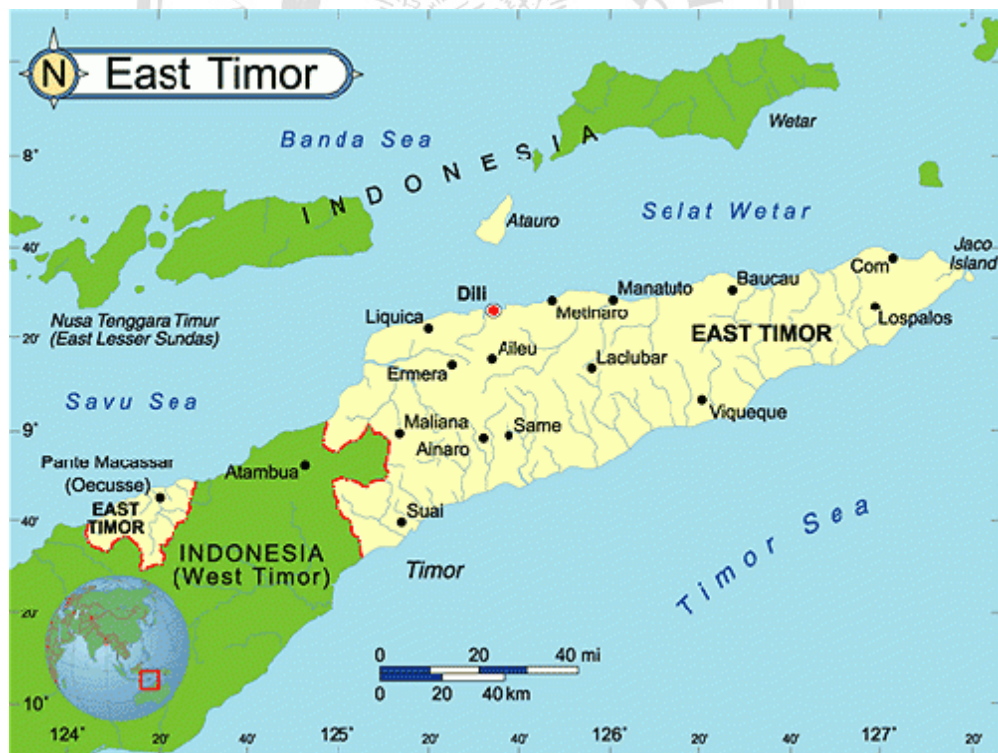 N East Timor
Banda Sea
Wetar
INDONESIA
8°
Atauro
Selat Wetar
40'
Jaco
Island
Com
Baucau
Manatuto
Dili
Metinaro
Liquica
Lospalos
Nusa Tenggara Timur
(East Lesser Sundas)
20'
EAST TIMOR
Aileu
Laclubar
Ermera
Savu Sea
Viqueque
Maliana
Same
9°
Ainaro
Pante Macassar
(Oecusse)
Atambua
EAST
TIMOR
Suai
40'
INDONESIA
(West Timor)
Timor
Timor Sea
20'
0 20 40 mi
0 20 40 km
10°
124° 20' 40' 125° 20' 40' 126° 20' 40' 127° 20'